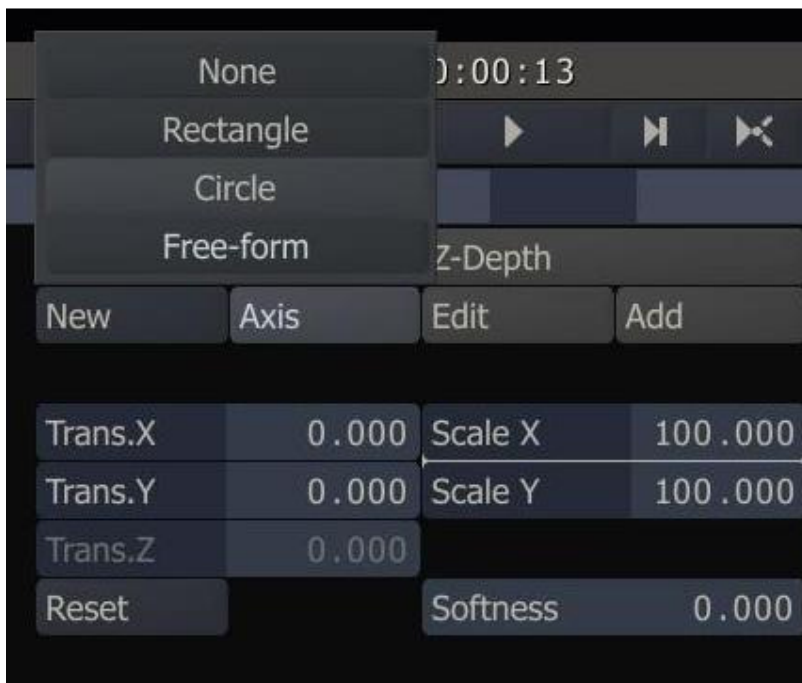 None
:00:13
Rectangle
Circle
Free-form
Z-Depth
New Axis Edit Add
Trans.X 0.000 Scale X 100.000
Trans.Y 0.000 Scale Y 100.000
Trans.Z 0.000
Reset Softness 0.000